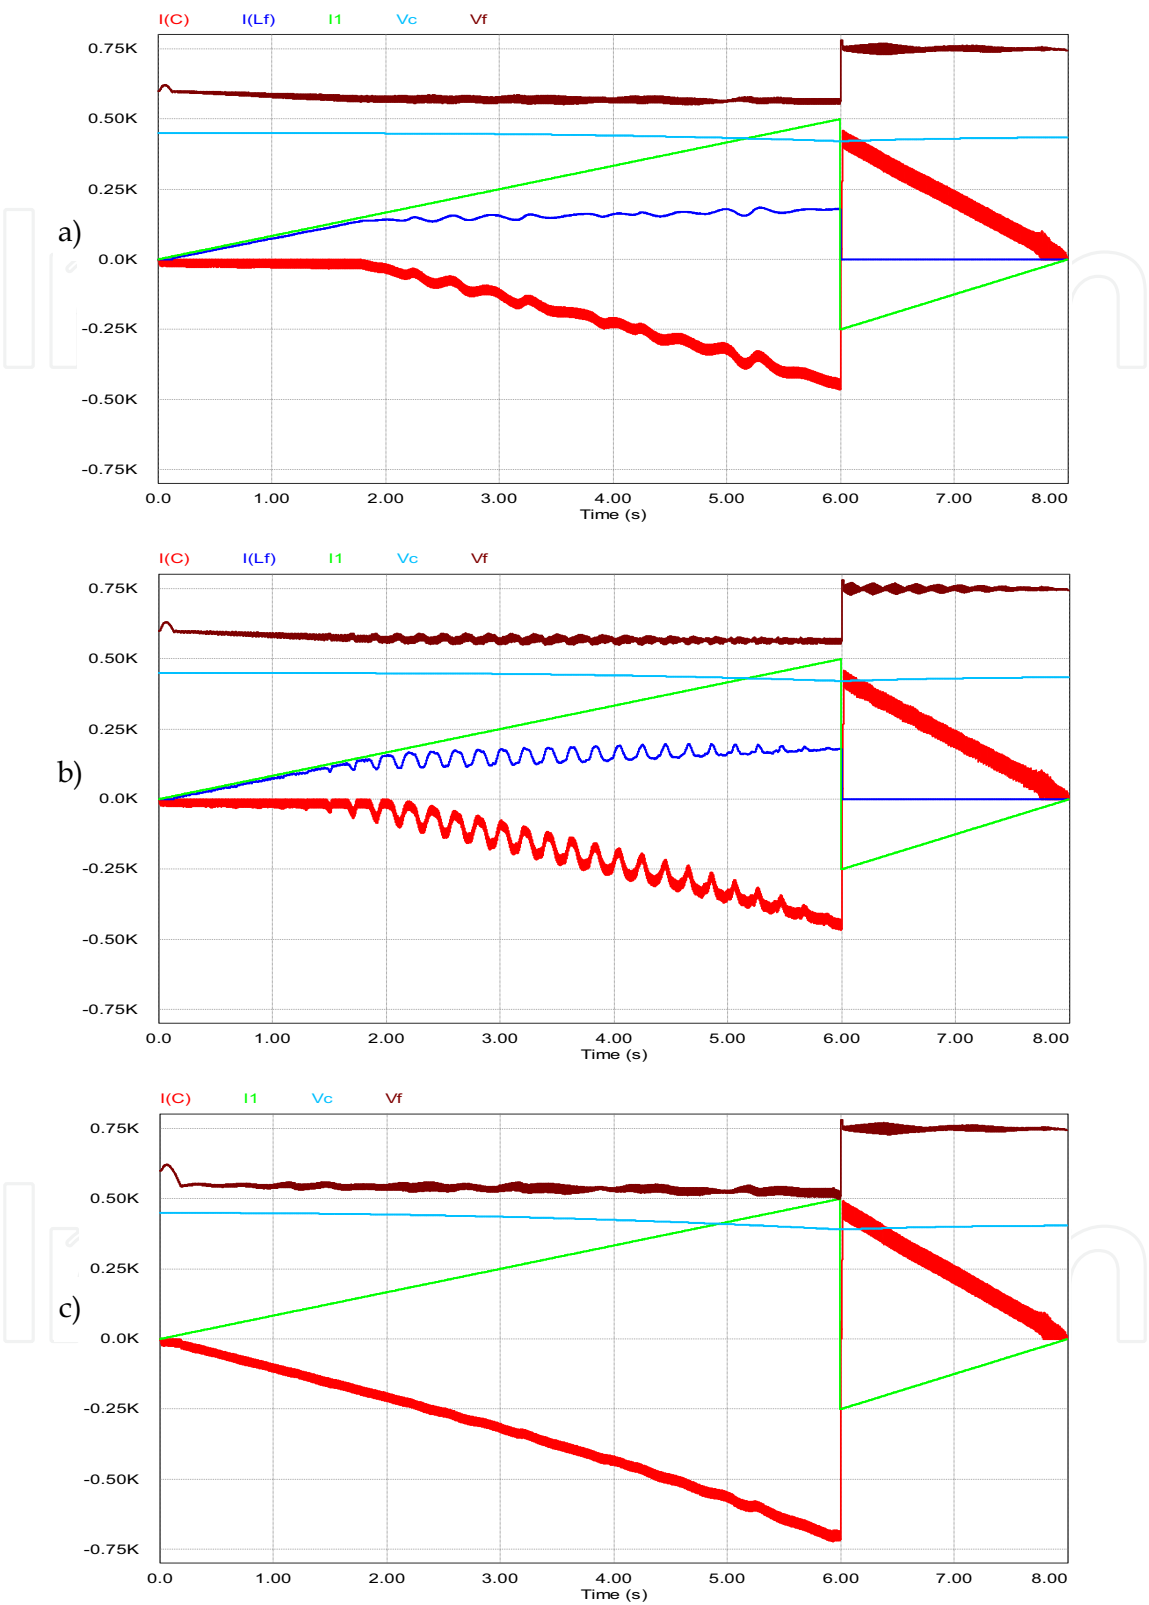 I(C) I(Lf) I1 Vc Vf
0.75K
0.50K
0.25K
a)
0.0K
-0.25K
-0.50K
-0.75K
0.0 1.00 2.00 3.00 4.00 5.00 6.00 7.00 8.00
Time (s)
I(C) I(Lf) I1 Vc Vf
0.75K
0.50K
0.25K
b)
0.0K
-0.25K
-0.50K
-0.75K
0.0 1.00 2.00 3.00 4.00 5.00 6.00 7.00 8.00
Time (s)
I(C) I1 Vc Vf
0.75K
0.50K
0.25K
c)
0.0K
-0.25K
-0.50K
-0.75K
0.0 1.00 2.00 3.00 4.00 5.00 6.00 7.00 8.00
Time (s)